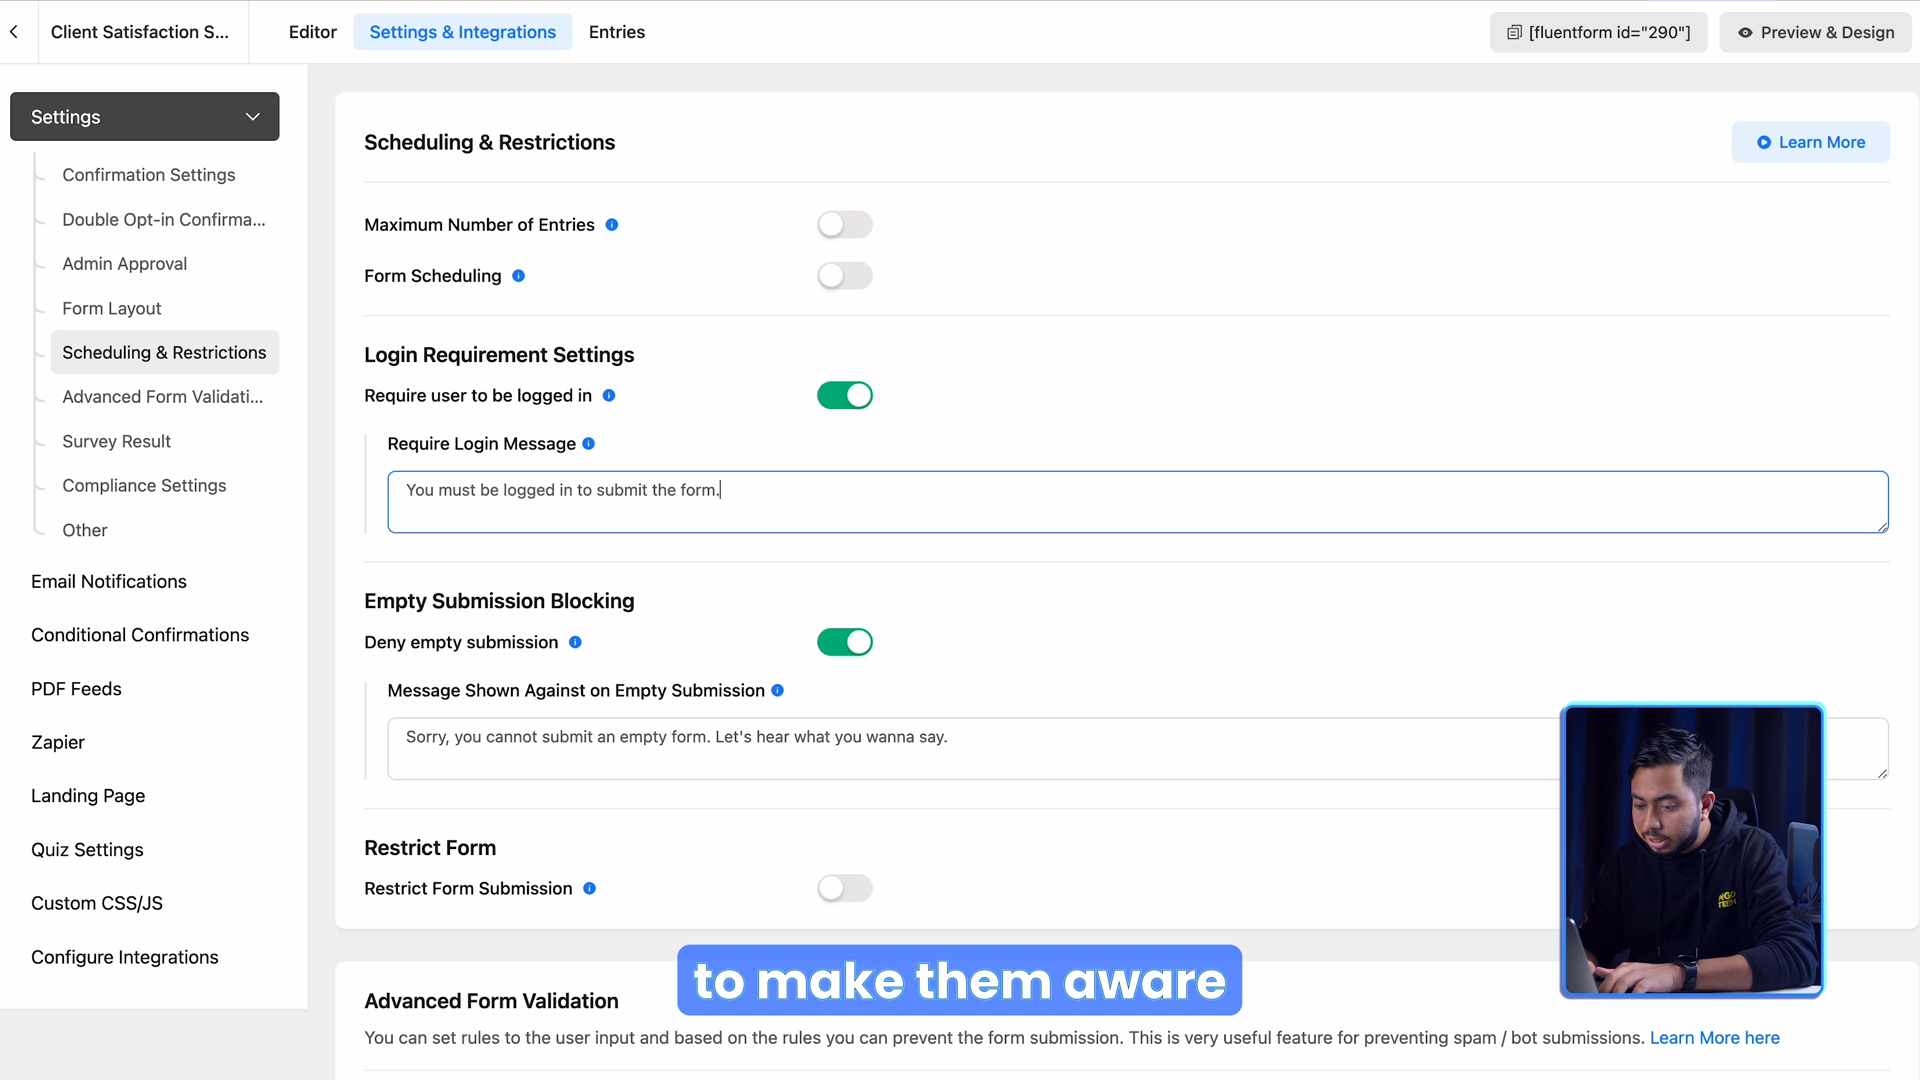 Client Satisfaction S...
Editor
Settings & Integrations
Entries
[fluentform id="290"]
Preview & Design
Settings
Confirmation Settings
Double Opt-in Confirma...
Admin Approval
Form Layout
Scheduling & Restrictions
Advanced Form Validati...
Survey Result
Compliance Settings
Other
Email Notifications
Conditional Confirmations
PDF Feeds
Zapier
Landing Page
Quiz Settings
Custom CSS/JS
Configure Integrations
Scheduling & Restrictions
Learn More
Maximum Number of Entries
Form Scheduling
Login Requirement Settings
Require user to be logged in
Require Login Message
You must be logged in to submit the form.
Empty Submission Blocking
Deny empty submission
Message Shown Against on Empty Submission
Sorry, you cannot submit an empty form. Let's hear what you wanna say.
Restrict Form
Restrict Form Submission
to make them aware
Advanced Form Validation
You can set rules to the user input and based on the rules you can prevent the form submission. This is very useful feature for preventing spam / bot submissions. Learn More here